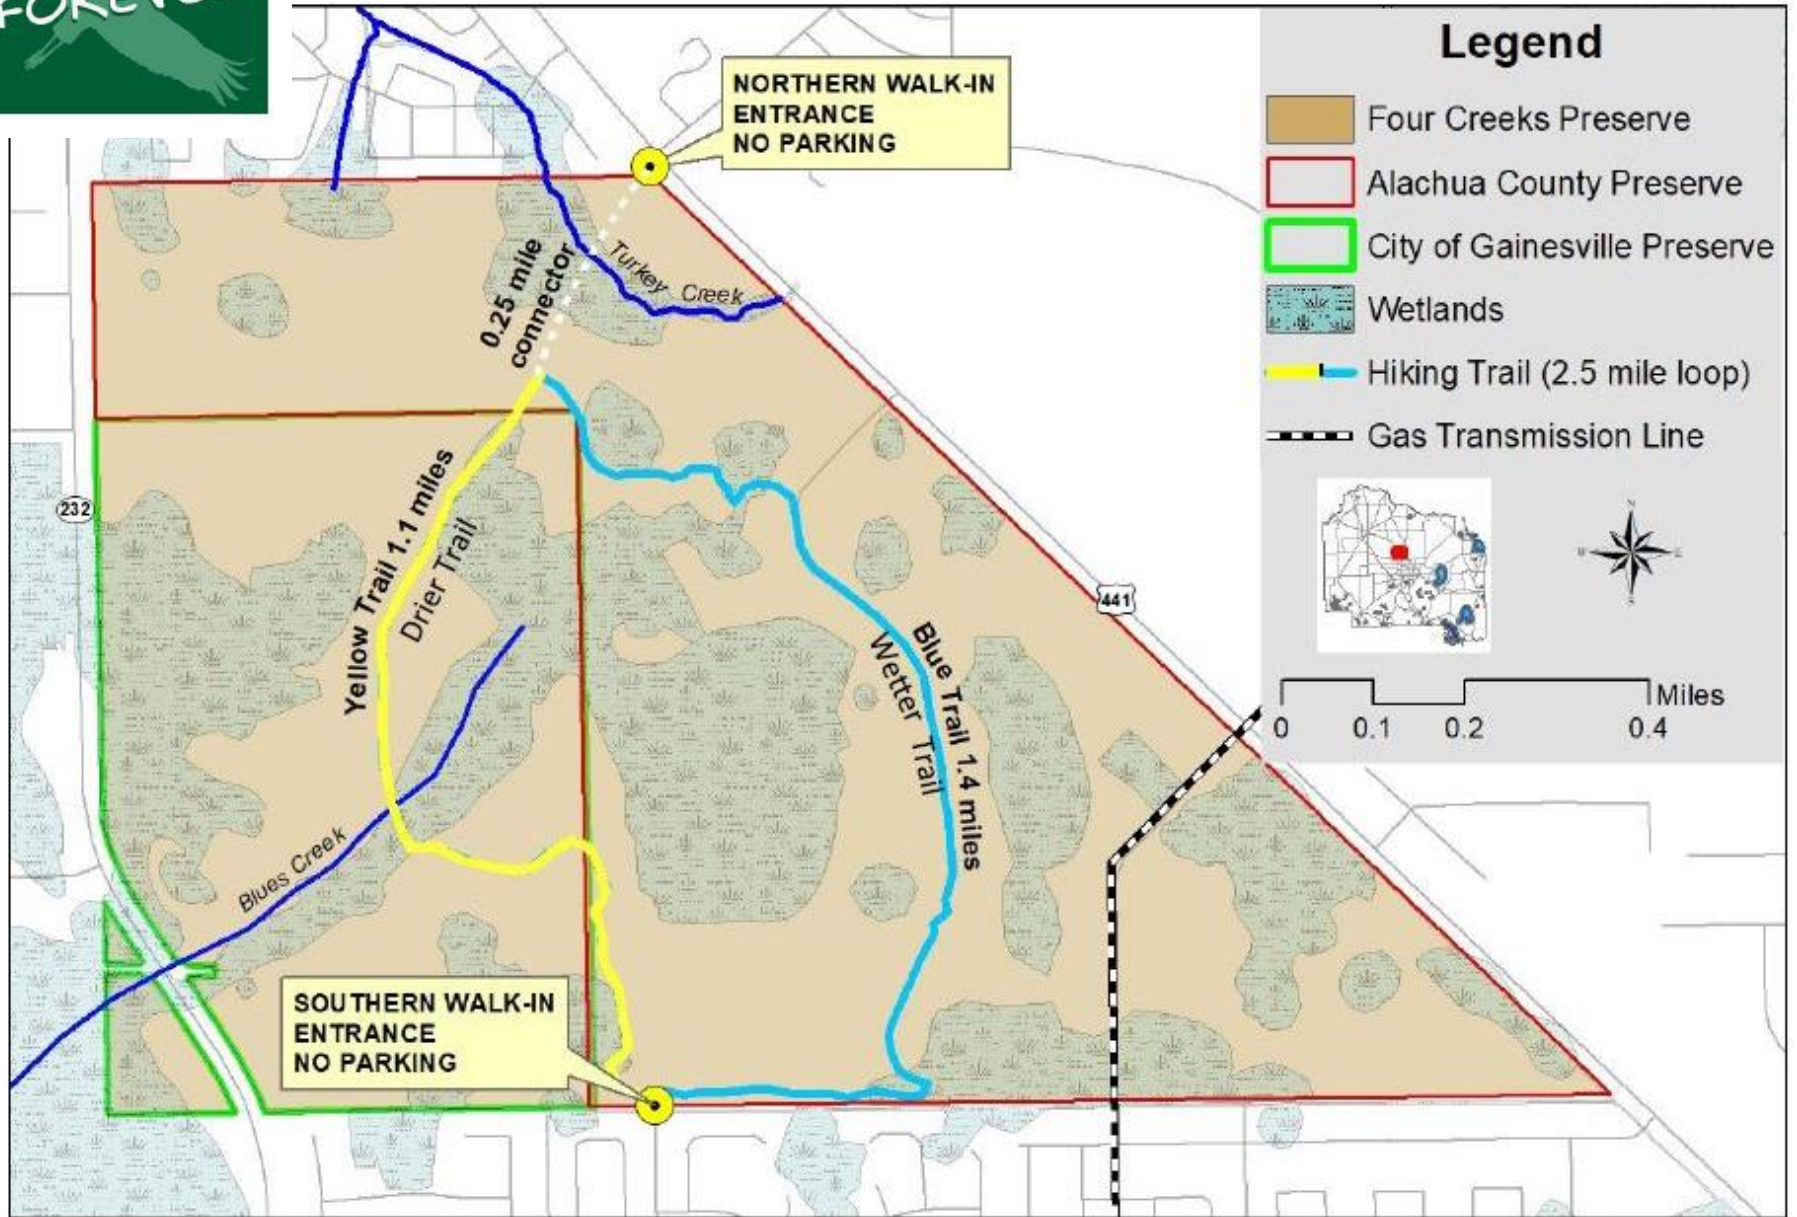 FOREVER
NORTHERN WALK-IN
ENTRANCE
NO PARKING
0.25 mile
connector
Turkey Creek
Yellow Trail 1.1 miles
Drier Trail
232
441
Blue Trail 1.4 miles
Wetter Trail
Blues Creek
SOUTHERN WALK-IN
ENTRANCE
NO PARKING
Legend
Four Creeks Preserve
Alachua County Preserve
City of Gainesville Preserve
Wetlands
Hiking Trail (2.5 mile loop)
Gas Transmission Line
N
W
E
S
Miles
0 0.1 0.2 0.4